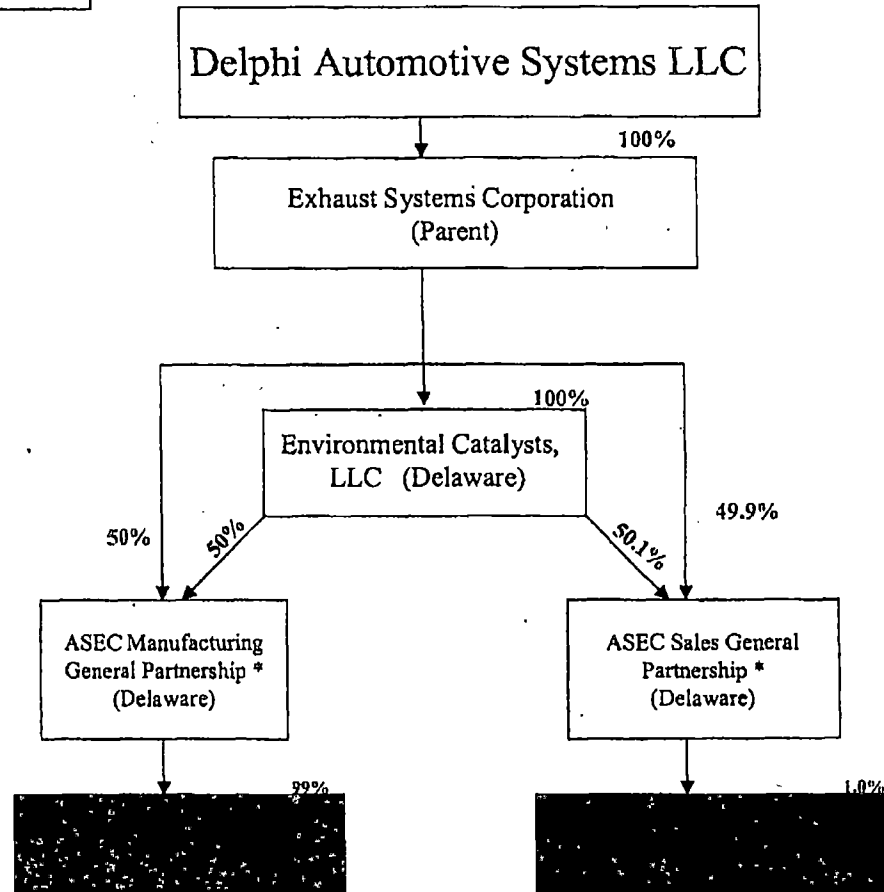 Delphi Automotive Systems LLC
100%
Exhaust Systems Corporation
(Parent)
100%
Environmental Catalysts,
LLC (Delaware)
50%
50%
50.1%
49.9%
ASEC Manufacturing
General Partnership *
(Delaware)
ASEC Sales General
Partnership *
(Delaware)
99%
1.0%